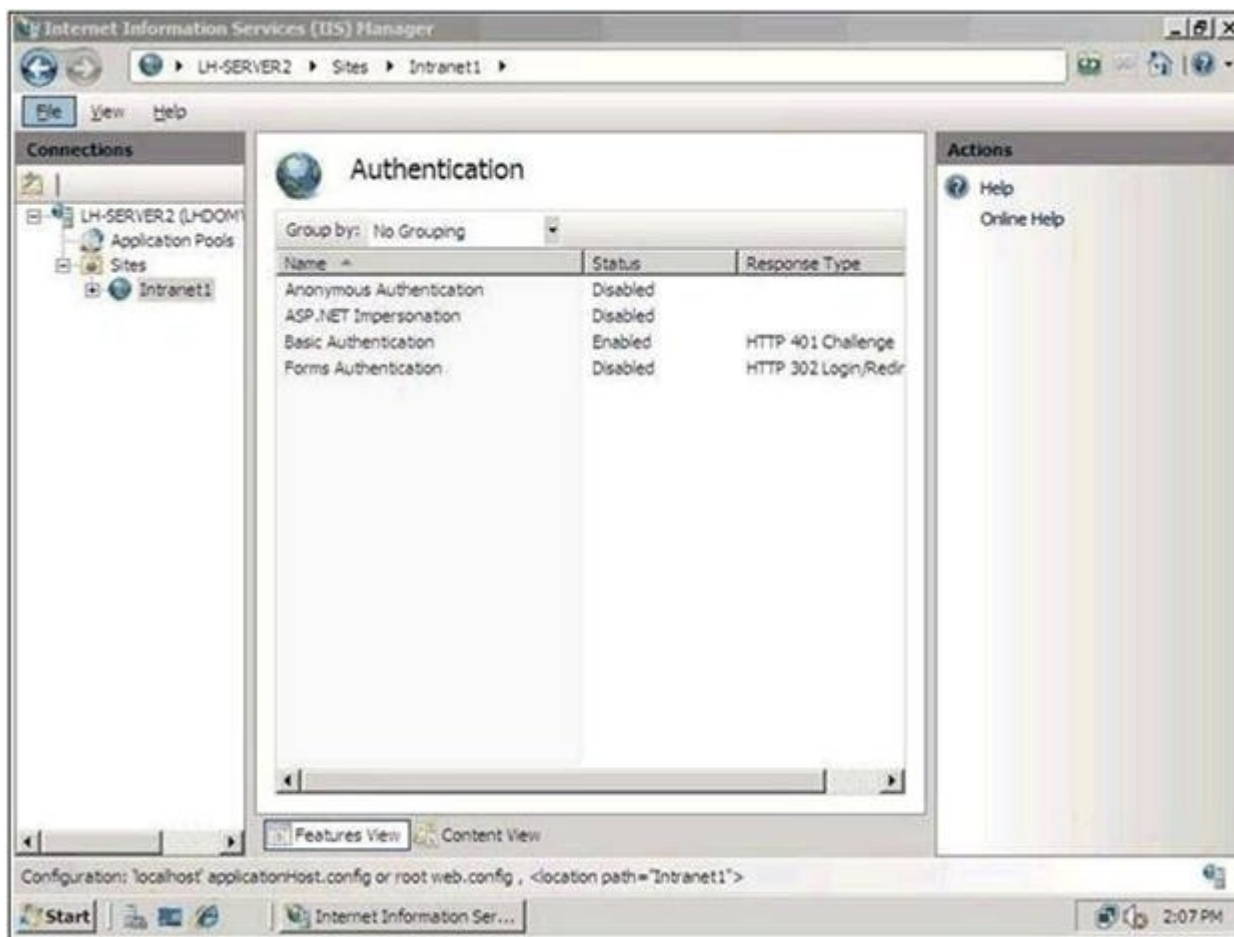 Internet Information Services (IIS) Manager
LH-SERVER2 Sites Intranet1
File View Help
Connections
LH-SERVER2 (LHDOM
Application Pools
Sites
Intranet1
Authentication
Group by: No Grouping
Name Status Response Type
Anonymous Authentication Disabled
ASP.NET Impersonation Disabled
Basic Authentication Enabled HTTP 401 Challenge
Forms Authentication Disabled HTTP 302 Login/Redir
Features View Content View
Actions
Help
Online Help
Configuration: 'localhost' applicationHost.config or root web.config , <location path="Intranet1">
Start Internet Information Ser... 2:07 PM